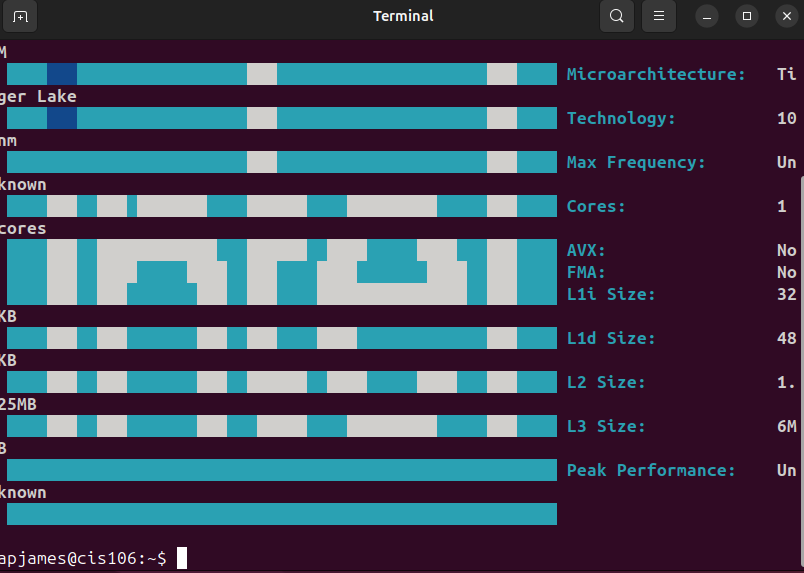 Terminal
M
Microarchitecture: Ti
ger Lake
Technology: 10
nm
Max Frequency: Un
known
Cores: 1
cores
AVX: No
FMA: No
L1i Size: 32
KB
L1d Size: 48
KB
L2 Size: 1.
25MB
L3 Size: 6M
B
Peak Performance: Un
known
apjames@cis106:~$